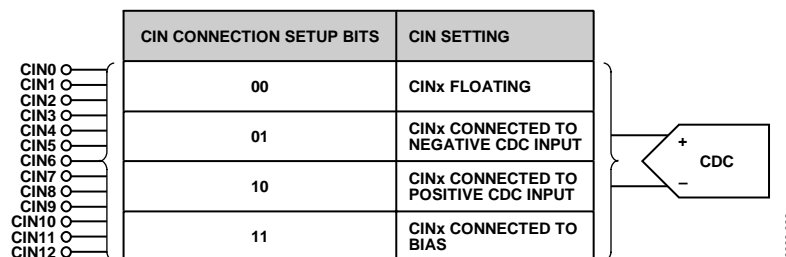 CIN CONNECTION SETUP BITS
CIN SETTING
CIN0
CIN1
CIN2
CIN3
CIN4
CIN5
CIN6
CIN7
CIN8
CIN9
CIN10
CIN11
CIN12
00
CINx FLOATING
01
CINx CONNECTED TO
NEGATIVE CDC INPUT
10
CINx CONNECTED TO
POSITIVE CDC INPUT
11
CINx CONNECTED TO
BIAS
+
CDC
–